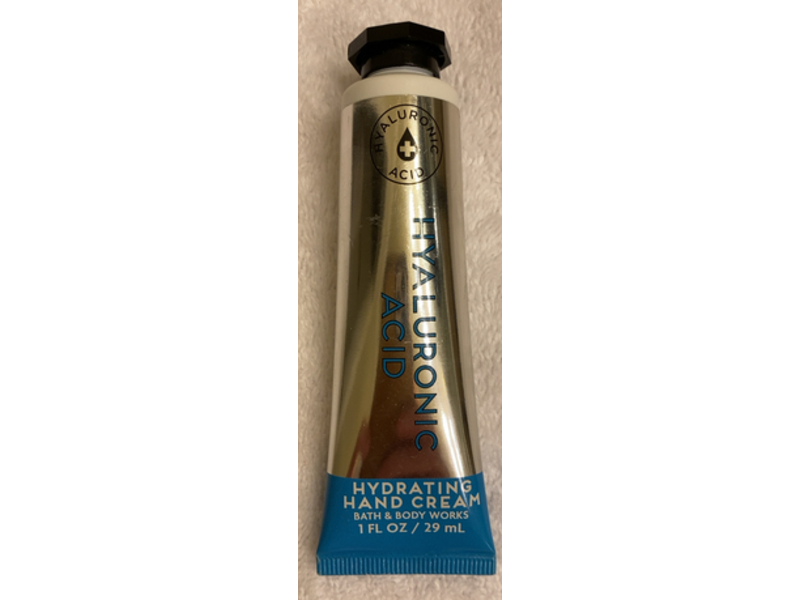 HYALURONIC
ACID
HYALURONIC
ACID
HYDRATING
HAND CREAM
BATH & BODY WORKS
1 FL OZ / 29 mL